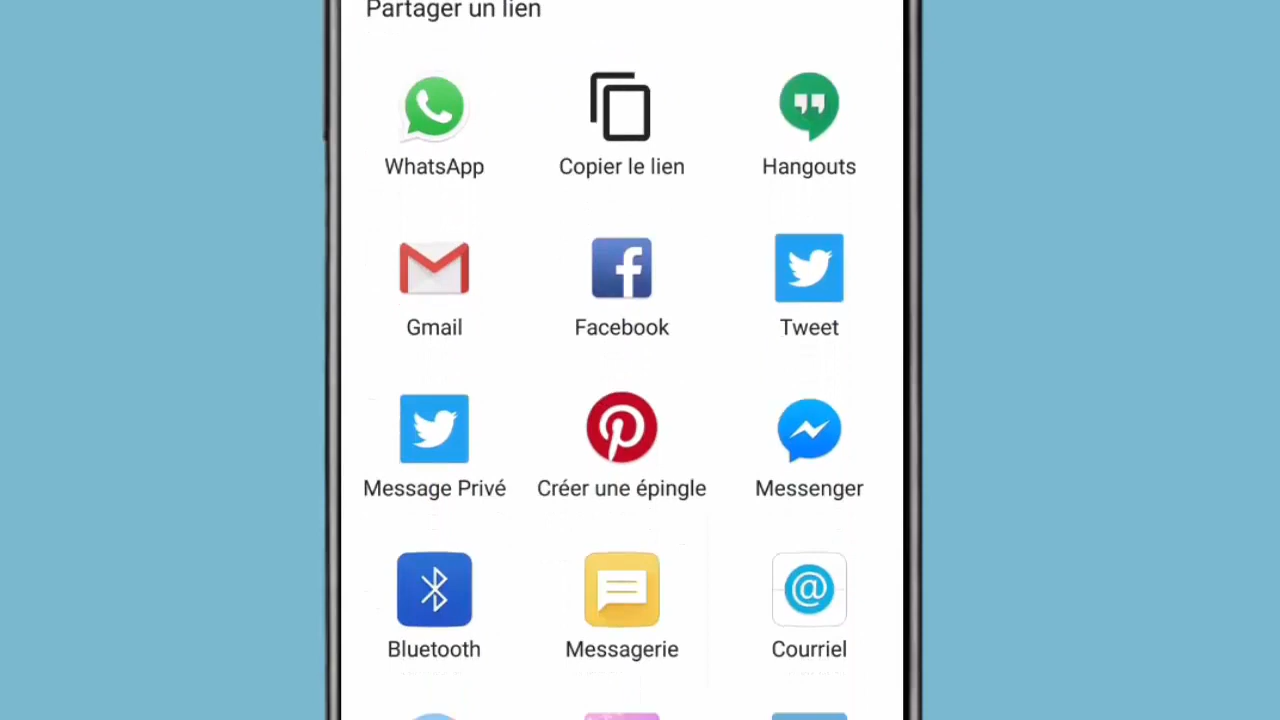 Partager un lien
WhatsApp
Copier le lien
Hangouts
Gmail
Facebook
Tweet
Message Privé
Créer une épingle
Messenger
Bluetooth
Messagerie
Courriel